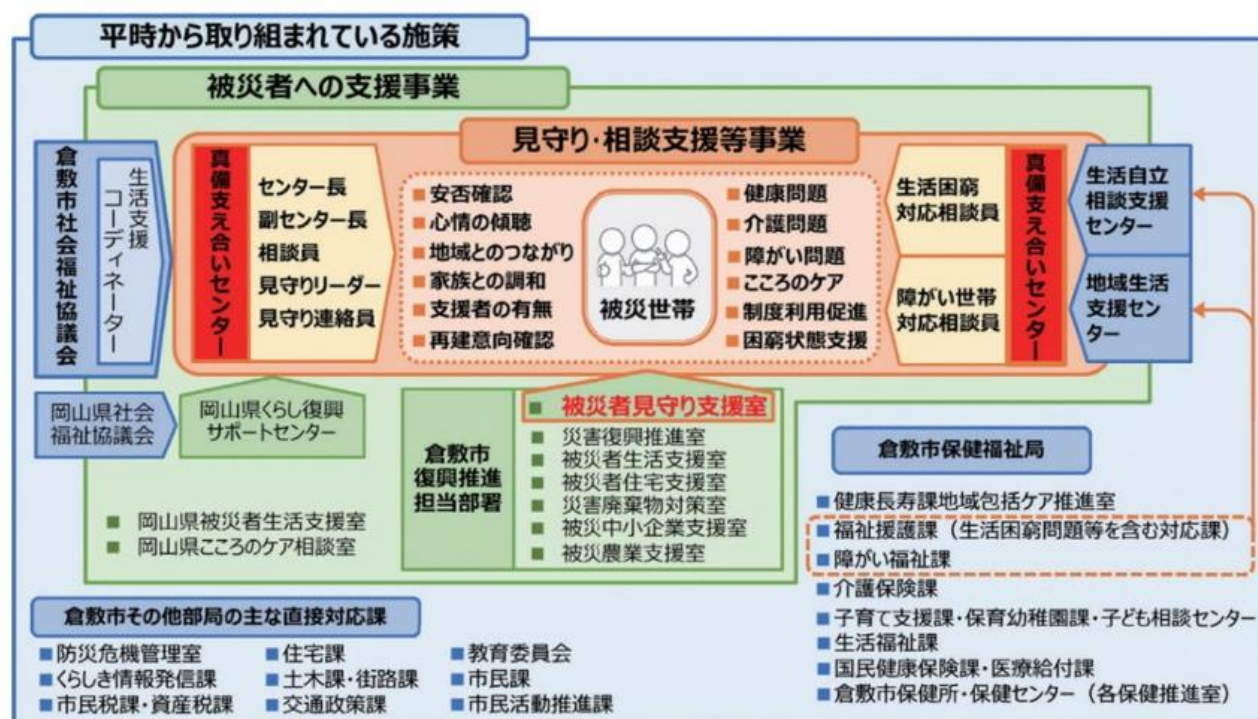 平時から取り組まれている施策
被災者への支援事業
見守り・相談支援等事業
倉敷市社会福祉協議会
生活支援
コーディネーター
真備支え合いセンター
センター長
副センター長
相談員
見守りリーダー
見守り連絡員
■安否確認
■心情の傾聴
■地域とのつながり
■家族との調和
■支援者の有無
■再建意向確認
被災世帯
■健康問題
■介護問題
■障がい問題
■こころのケア
■制度利用促進
■困窮状態支援
生活困窮
対応相談員
障がい世帯
対応相談員
真備支え合いセンター
生活自立
相談支援
センター
地域生活
支援セン
ター
岡山県社会
福祉協議会
岡山県くらし復興
サポートセンター
■ 岡山県被災者生活支援室
■ 岡山県こころのケア相談室
倉敷市
復興推進
担当部署
■ 被災者見守り支援室
■ 災害復興推進室
■ 被災者生活支援室
■ 被災者住宅支援室
■ 災害廃棄物対策室
■ 被災中小企業支援室
■ 被災農業支援室
倉敷市保健福祉局
■健康長寿課地域包括ケア推進室
■福祉援護課（生活困窮問題等を含む対応課）
■障がい福祉課
■介護保険課
■子育て支援課・保育幼稚園課・子ども相談センター
■生活福祉課
■国民健康保険課・医療給付課
■倉敷市保健所・保健センター（各保健推進室）
倉敷市その他部局の主な直接対応課
■防災危機管理室
■くらしき情報発信課
■市民税課・資産税課
■住宅課
■土木課・街路課
■交通政策課
■教育委員会
■市民課
■市民活動推進課